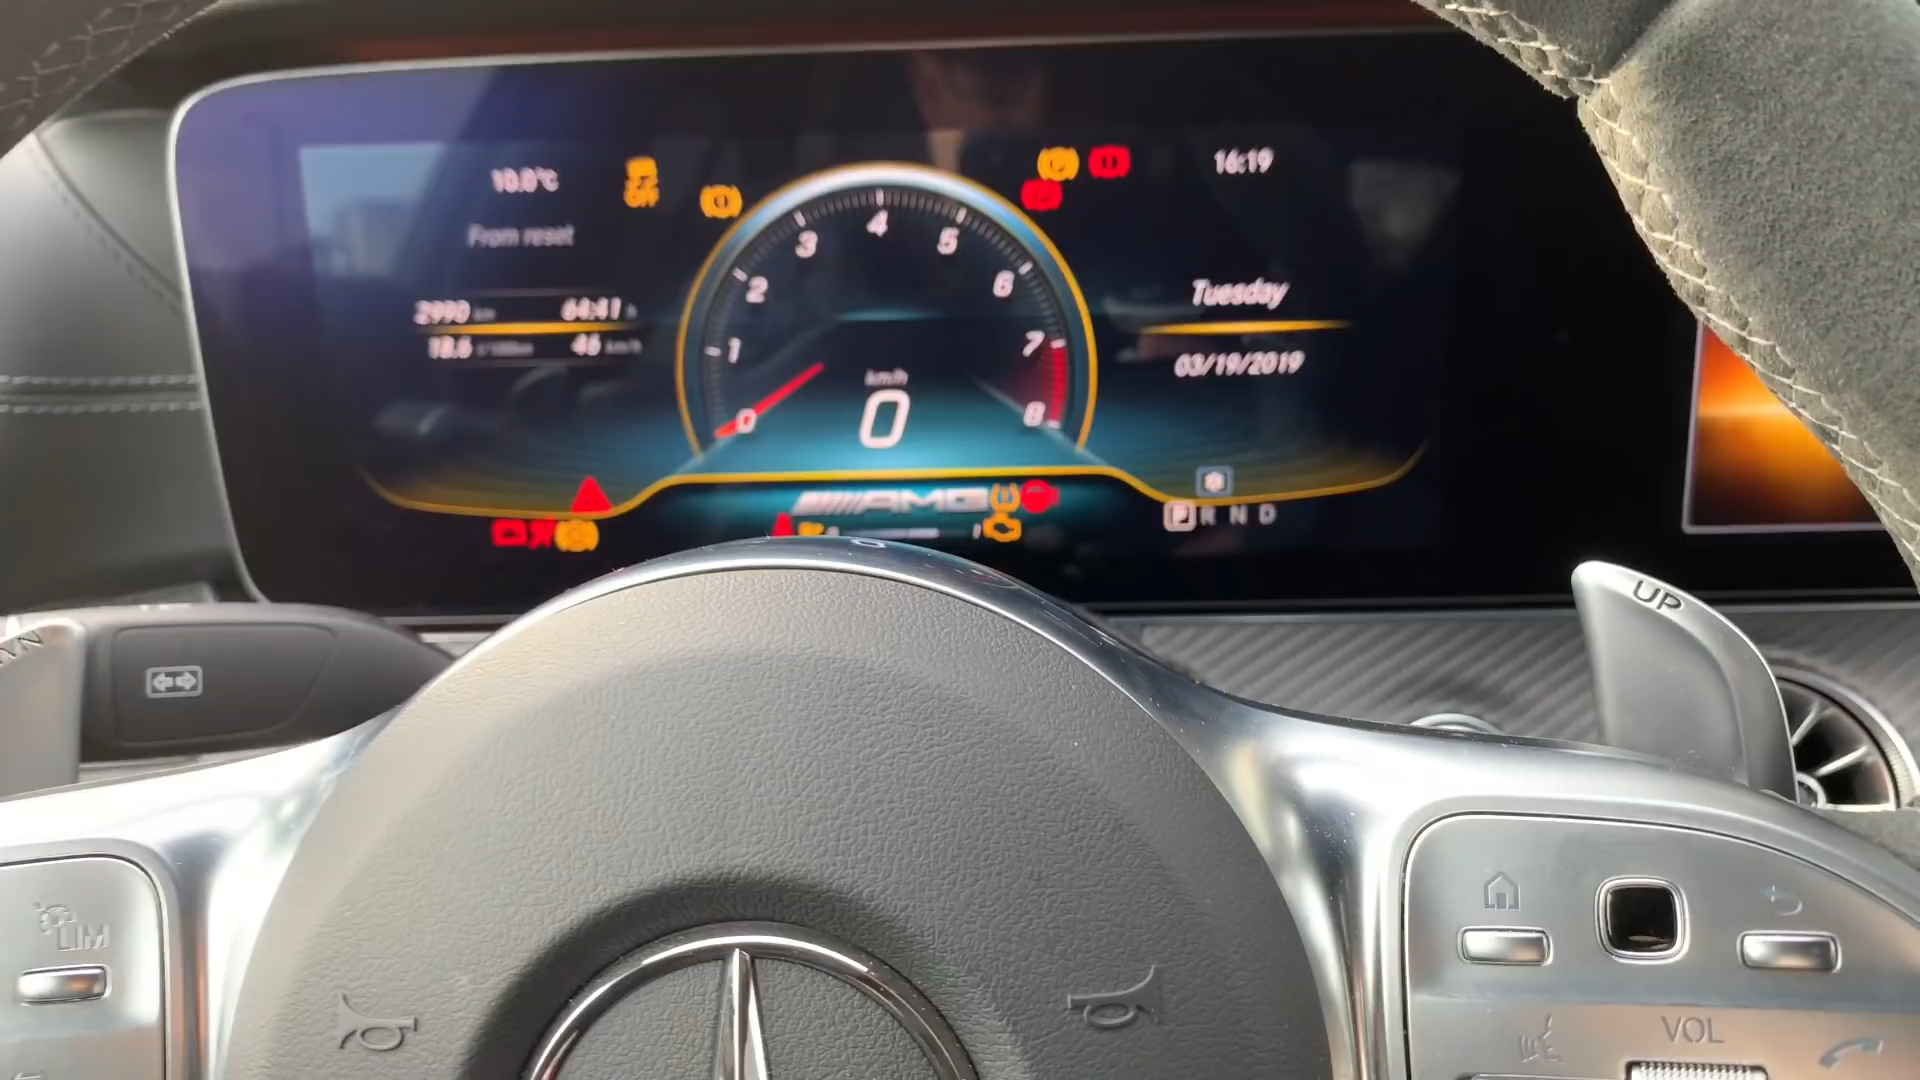 10.0°C
OFF
16:19
From reset
2990 km 64:41 h
18.6 46 km/h
0
1
2
3
4
5
6
7
8
km/h
0
Tuesday
03/19/2019
AMG
P R N D
UP
LIM
VOL